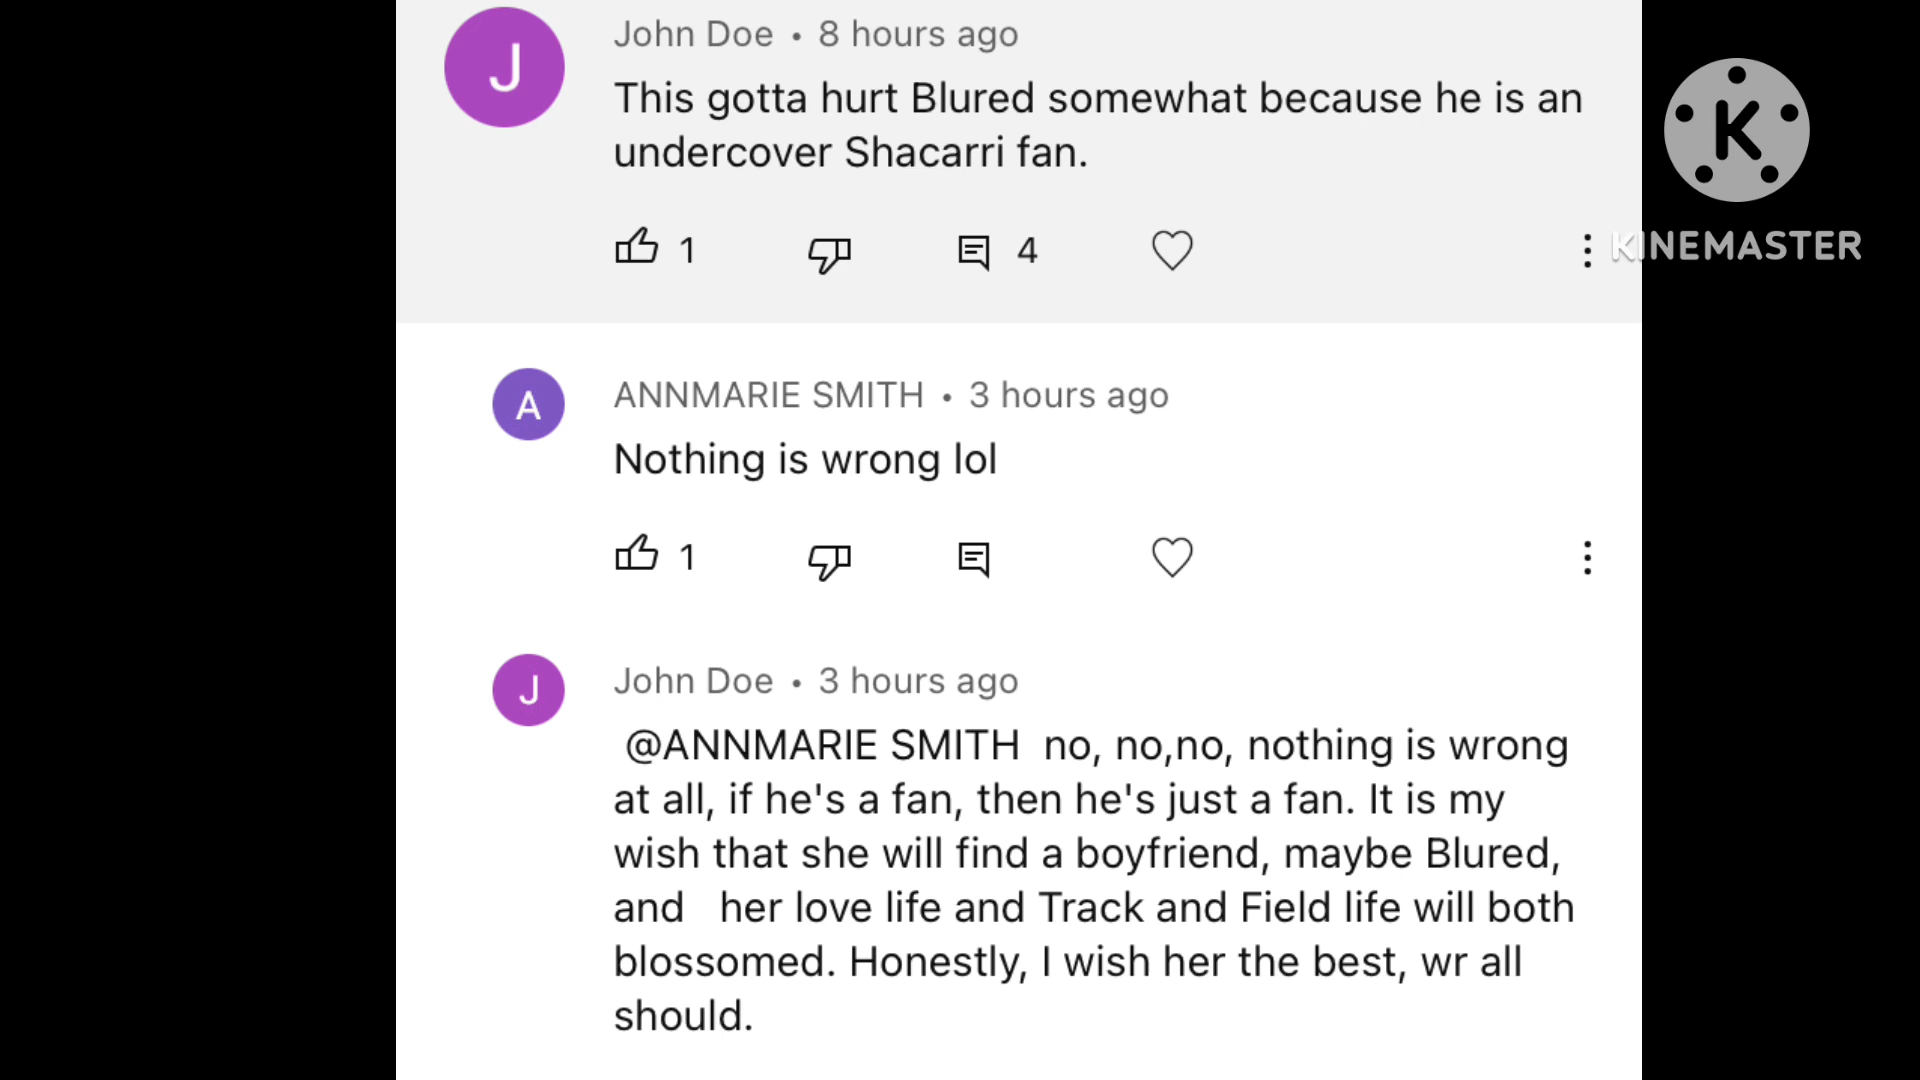 J
John Doe • 8 hours ago
This gotta hurt Blured somewhat because he is an
undercover Shacarri fan.
1
4
K
KINEMASTER
A
ANNMARIE SMITH • 3 hours ago
Nothing is wrong lol
1
J
John Doe • 3 hours ago
@ANNMARIE SMITH  no, no,no, nothing is wrong
at all, if he's a fan, then he's just a fan. It is my
wish that she will find a boyfriend, maybe Blured,
and   her love life and Track and Field life will both
blossomed. Honestly, I wish her the best, wr all
should.